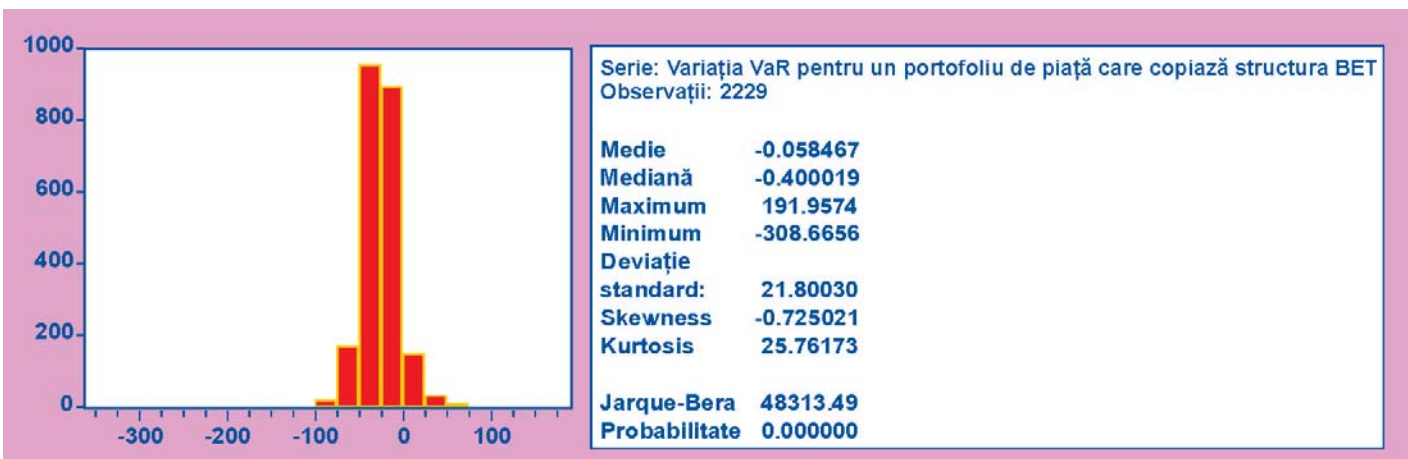 1000
800
600
400
200
0
-300 -200 -100 0 100
Serie: Variația VaR pentru un portofoliu de piață care copiază structura BET
Observații: 2229
Medie -0.058467
Mediană -0.400019
Maximum 191.9574
Minimum -308.6656
Deviație
standard: 21.80030
Skewness -0.725021
Kurtosis 25.76173
Jarque-Bera 48313.49
Probabilitate 0.000000